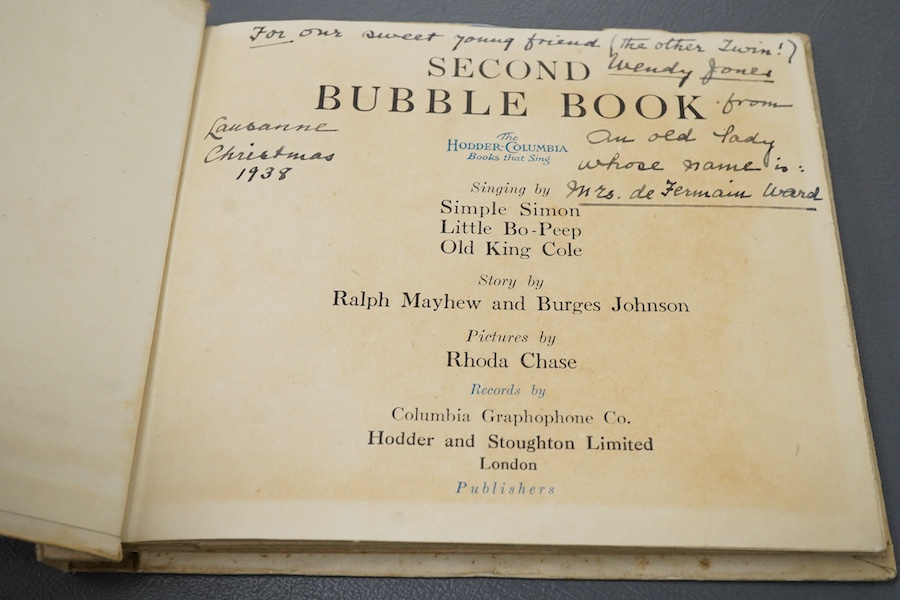 For our sweet young friend (the other Twin!)
Wendy Jones
SECOND
BUBBLE BOOK
from
An old lady
whose name is:
Mrs. de Fermain Ward
Lausanne
Christmas
1938
The
HODDER-COLUMBIA
Books that Sing
Singing by
Simple Simon
Little Bo-Peep
Old King Cole
Story by
Ralph Mayhew and Burges Johnson
Pictures by
Rhoda Chase
Records by
Columbia Graphophone Co.
Hodder and Stoughton Limited
London
Publishers